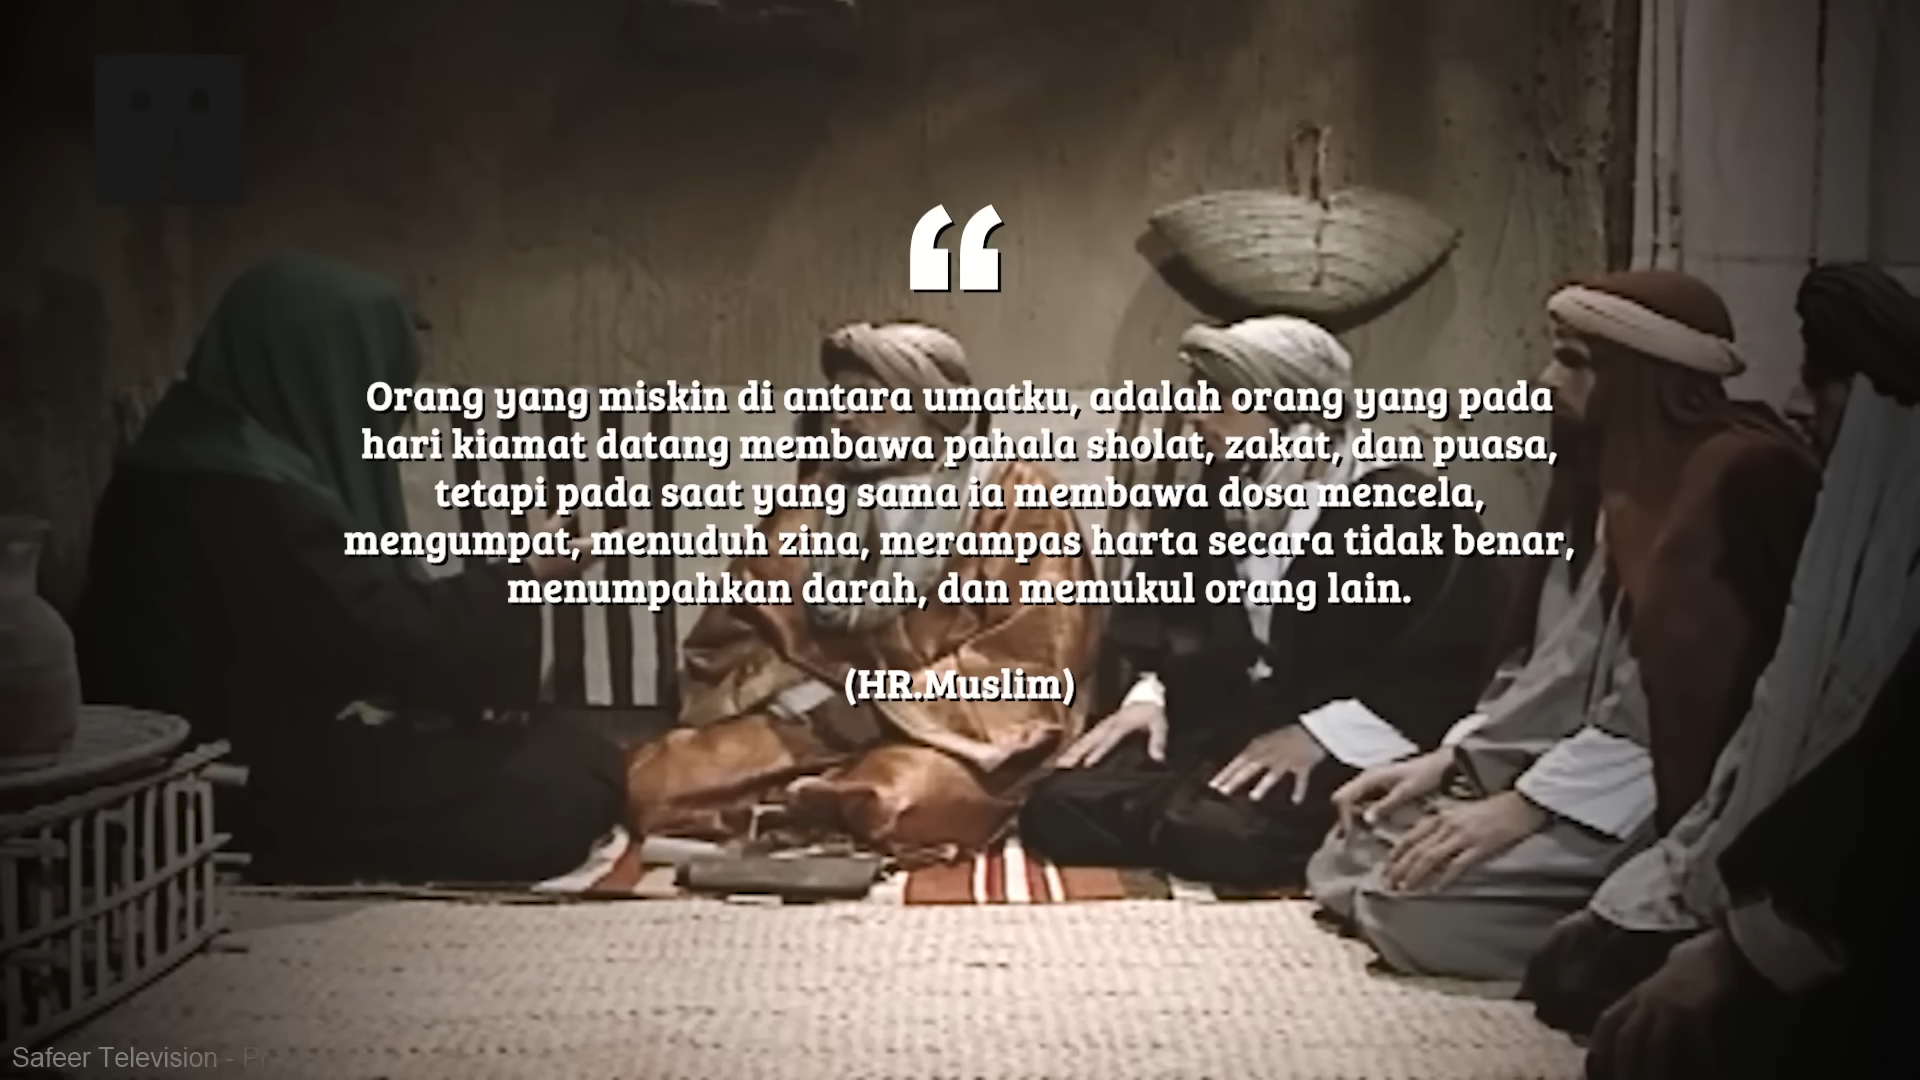 “
Orang yang miskin di antara umatku, adalah orang yang pada
hari kiamat datang membawa pahala sholat, zakat, dan puasa,
tetapi pada saat yang sama ia membawa dosa mencela,
mengumpat, menuduh zina, merampas harta secara tidak benar,
menumpahkan darah, dan memukul orang lain.
(HR.Muslim)
Safeer Television -